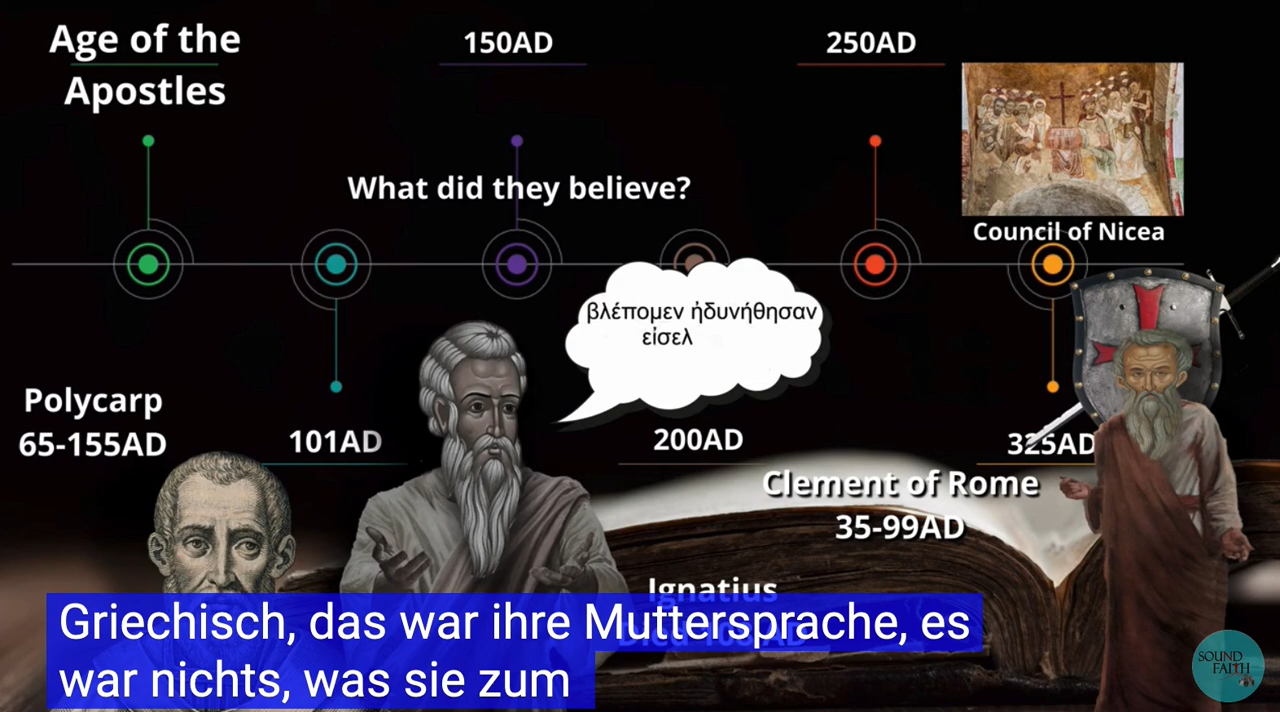 Age of the
Apostles
150AD
250AD
What did they believe?
Council of Nicea
βλέπομεν ἠδυνήθησαν
εἰσελ
Polycarp
65-155AD
101AD
200AD
325AD
Clement of Rome
35-99AD
Ignatius
Griechisch, das war ihre Muttersprache, es
war nichts, was sie zum
SOUND
FAITH